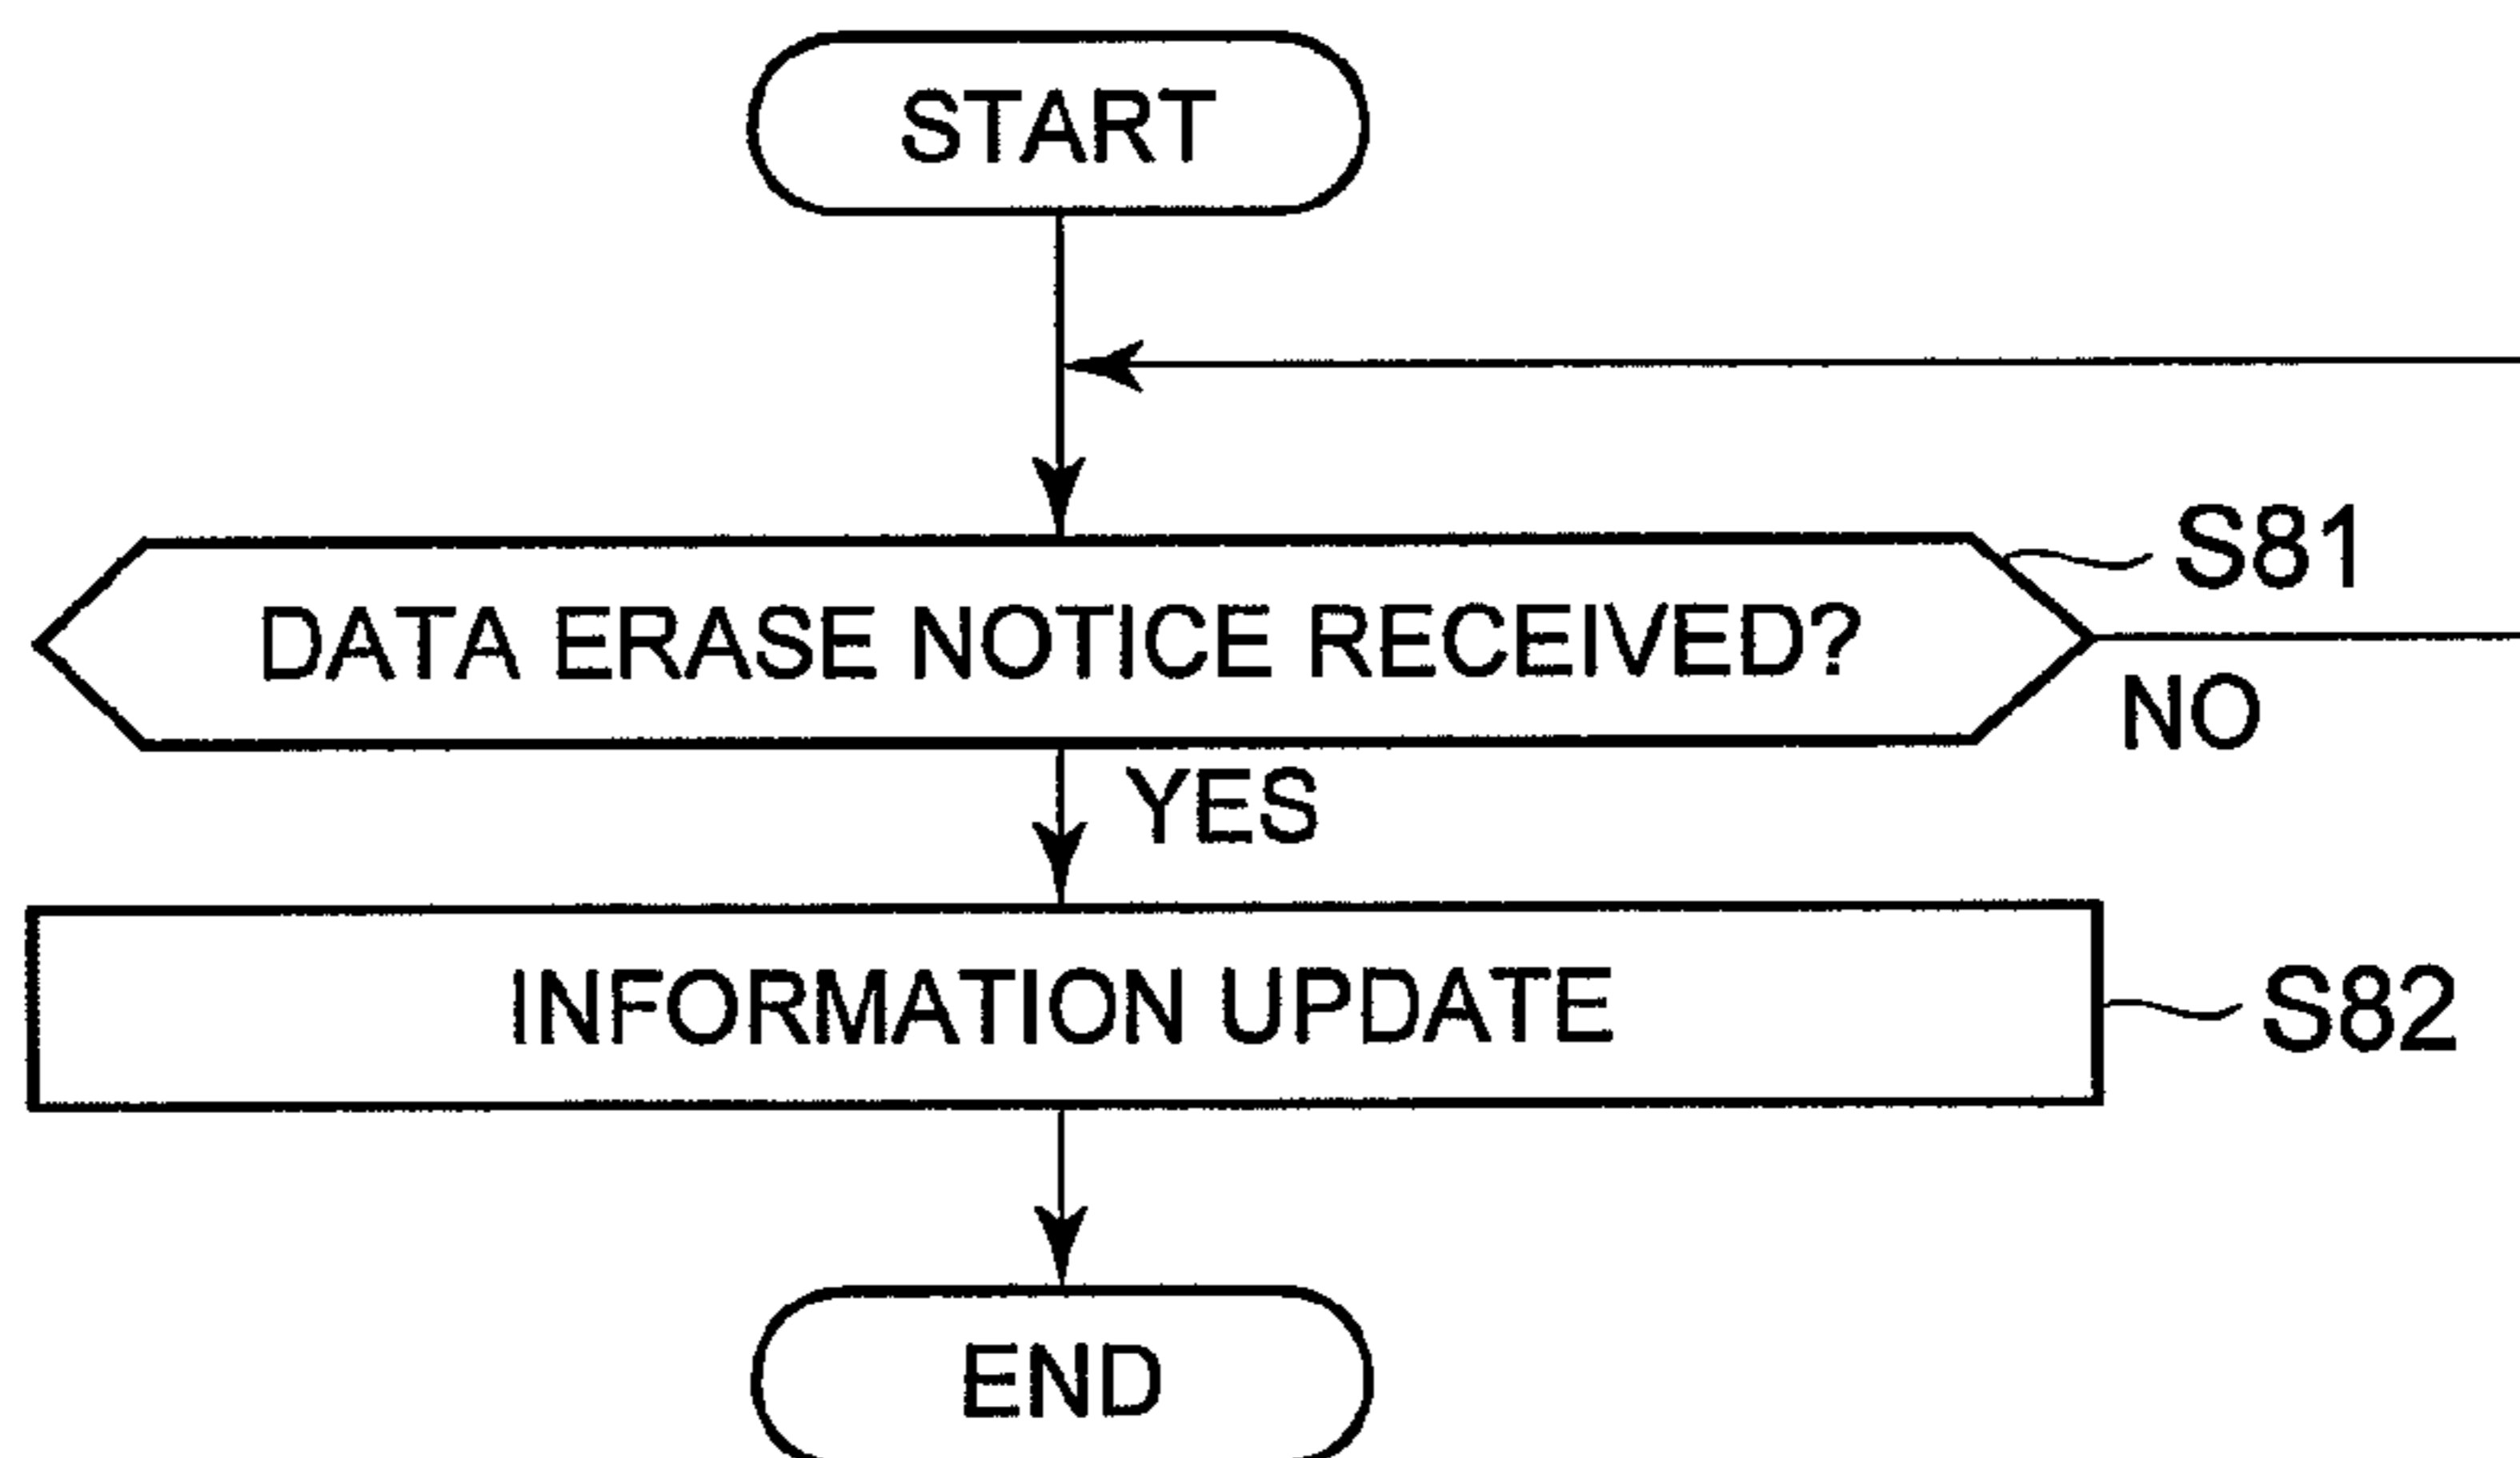 START
S81
DATA ERASE NOTICE RECEIVED?
NO
YES
INFORMATION UPDATE
S82
END